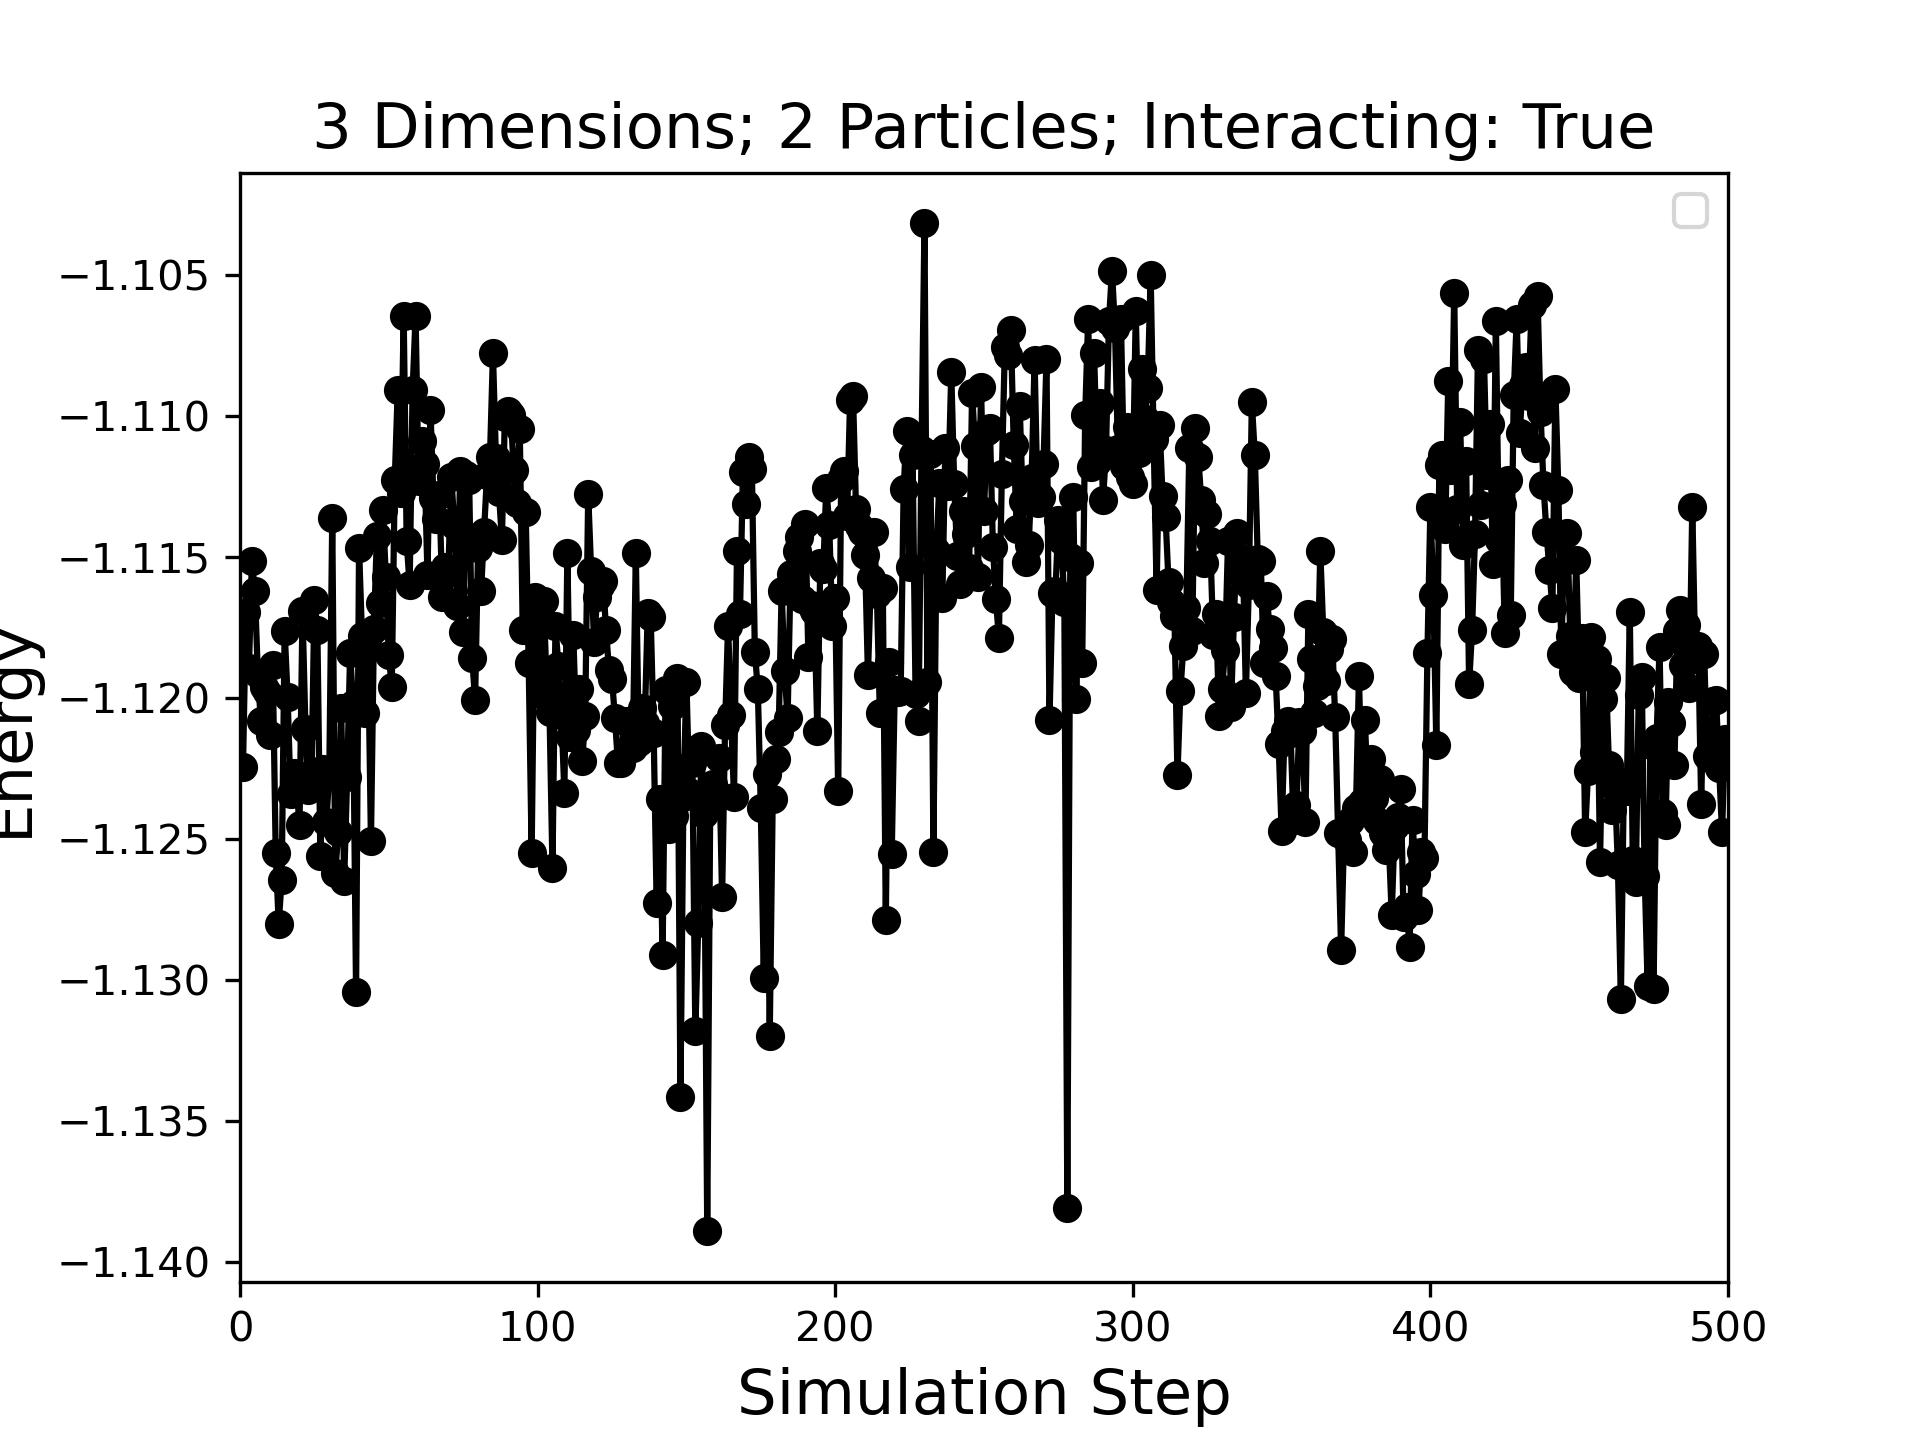 3 Dimensions; 2 Particles; Interacting: True
−1.105
−1.110
−1.115
−1.120
−1.125
−1.130
−1.135
−1.140
Energy
0 100 200 300 400 500
Simulation Step